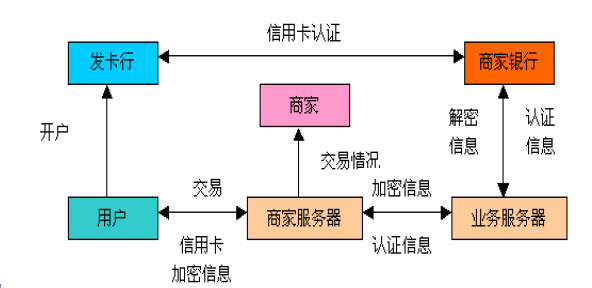 信用卡认证
发卡行
商家银行
商家
解密
信息
认证
信息
开户
交易情况
交易
加密信息
用户
商家服务器
业务服务器
信用卡
加密信息
认证信息